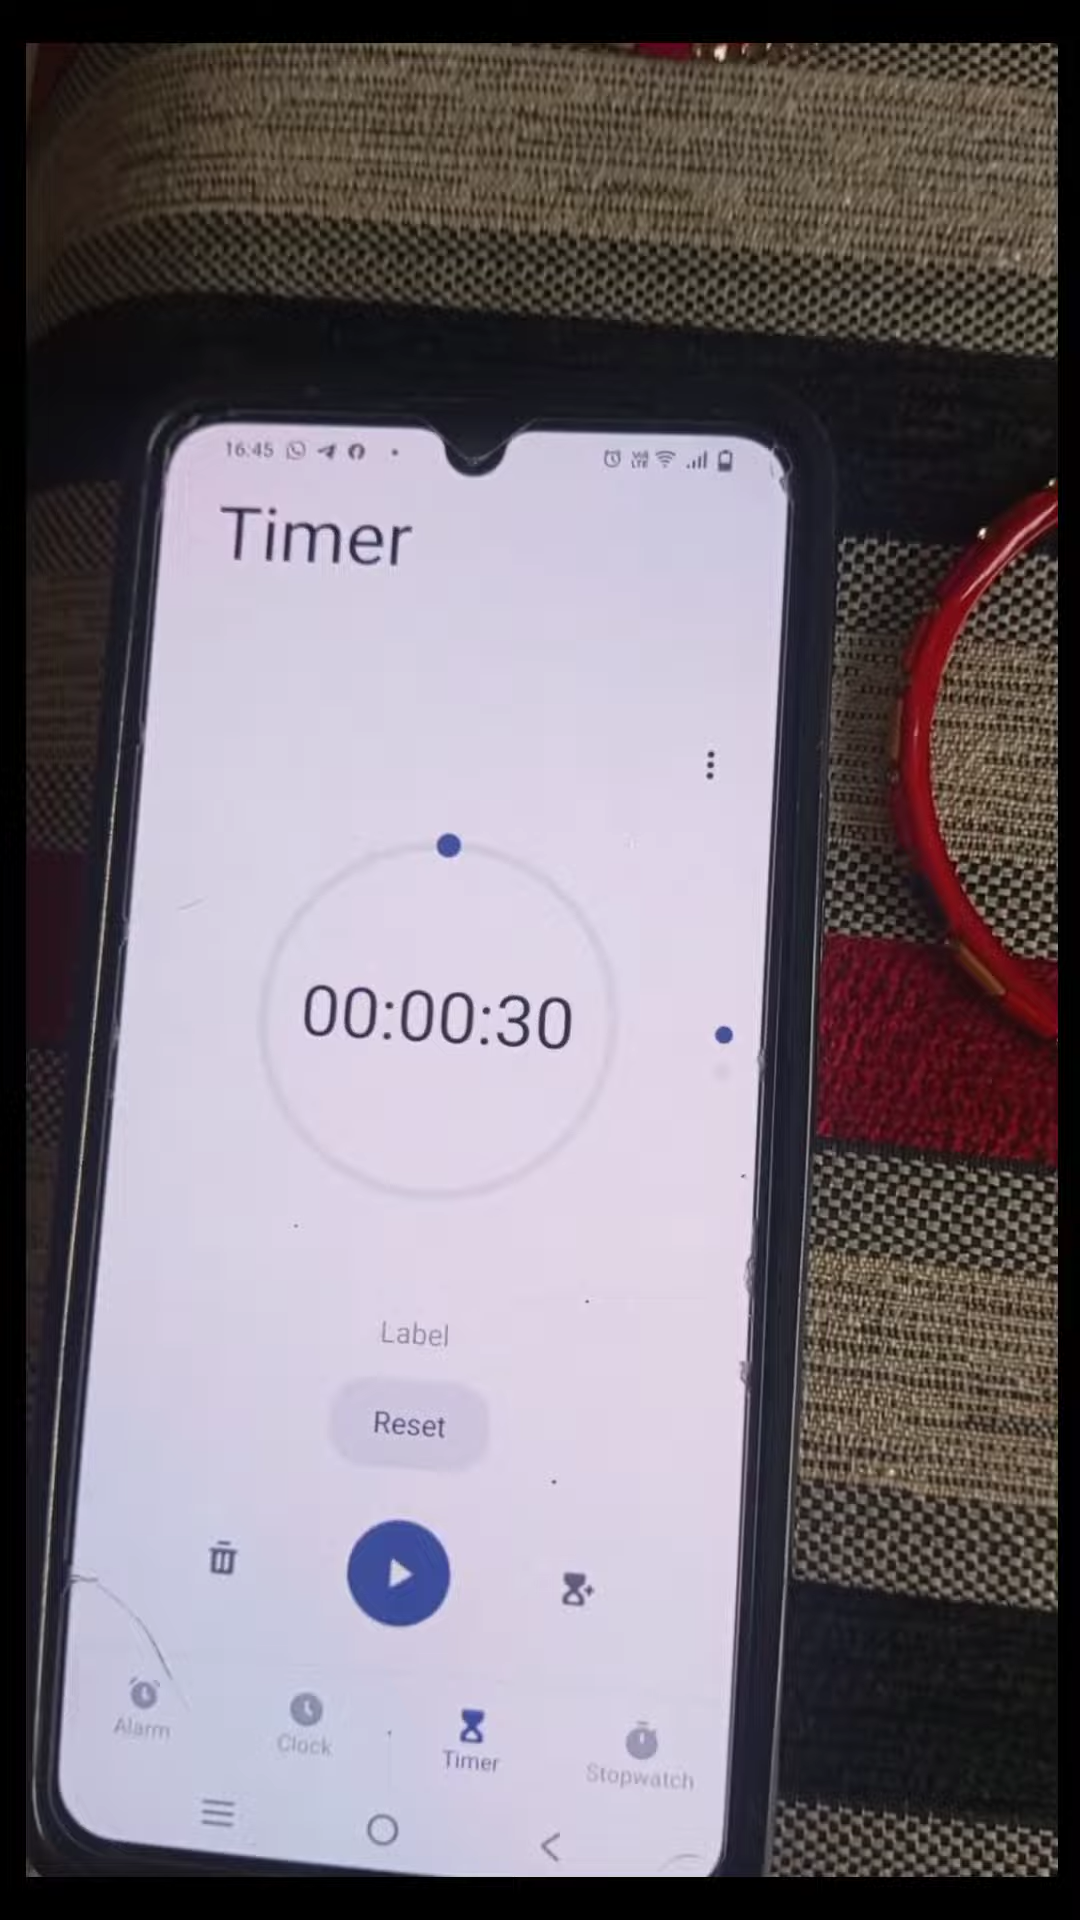 16:45
Timer
00:00:30
Label
Reset
Alarm Clock Timer Stopwatch